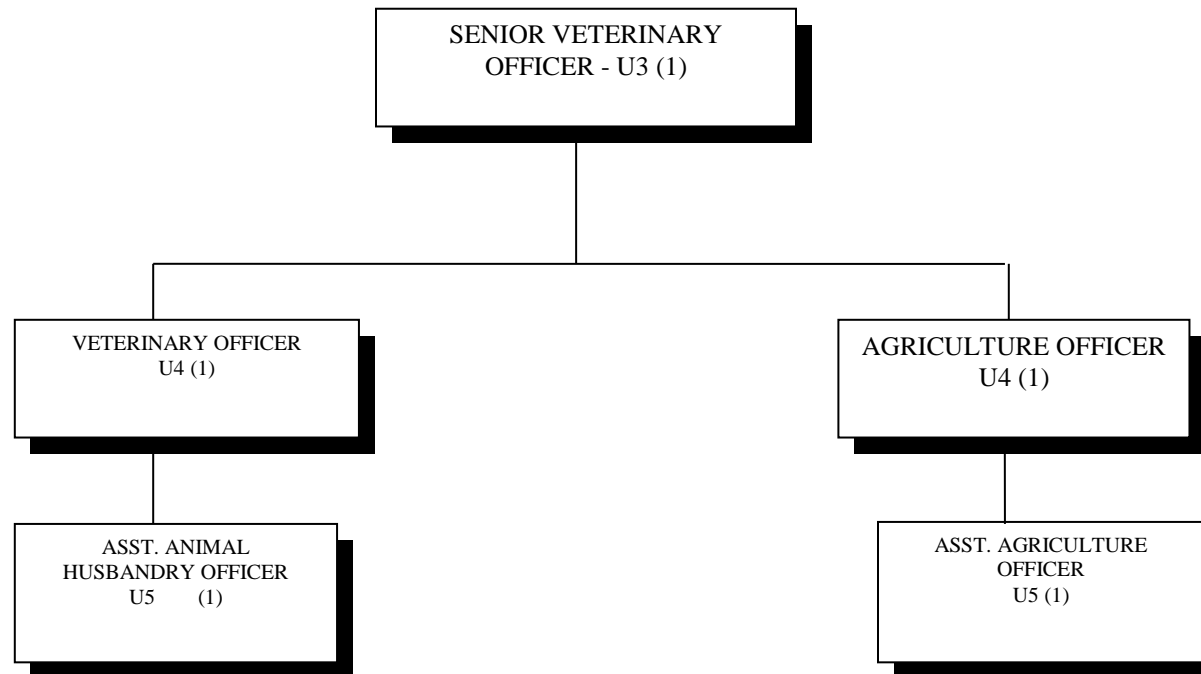 SENIOR VETERINARY
OFFICER - U3 (1)
VETERINARY OFFICER
U4 (1)
AGRICULTURE OFFICER
U4 (1)
ASST. ANIMAL
HUSBANDRY OFFICER
U5 (1)
ASST. AGRICULTURE
OFFICER
U5 (1)